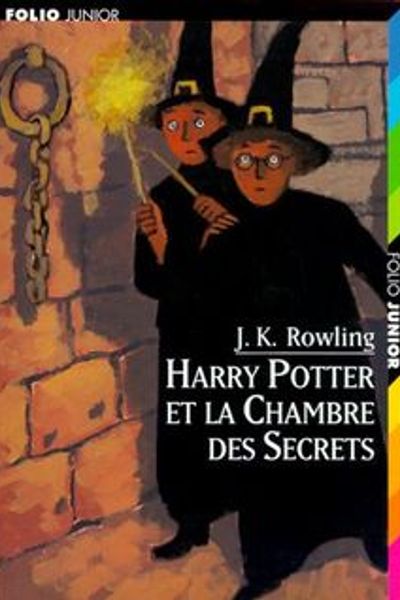 FOLIO JUNIOR
FOLIO JUNIOR
J. K. Rowling
HARRY POTTER
ET LA CHAMBRE
DES SECRETS